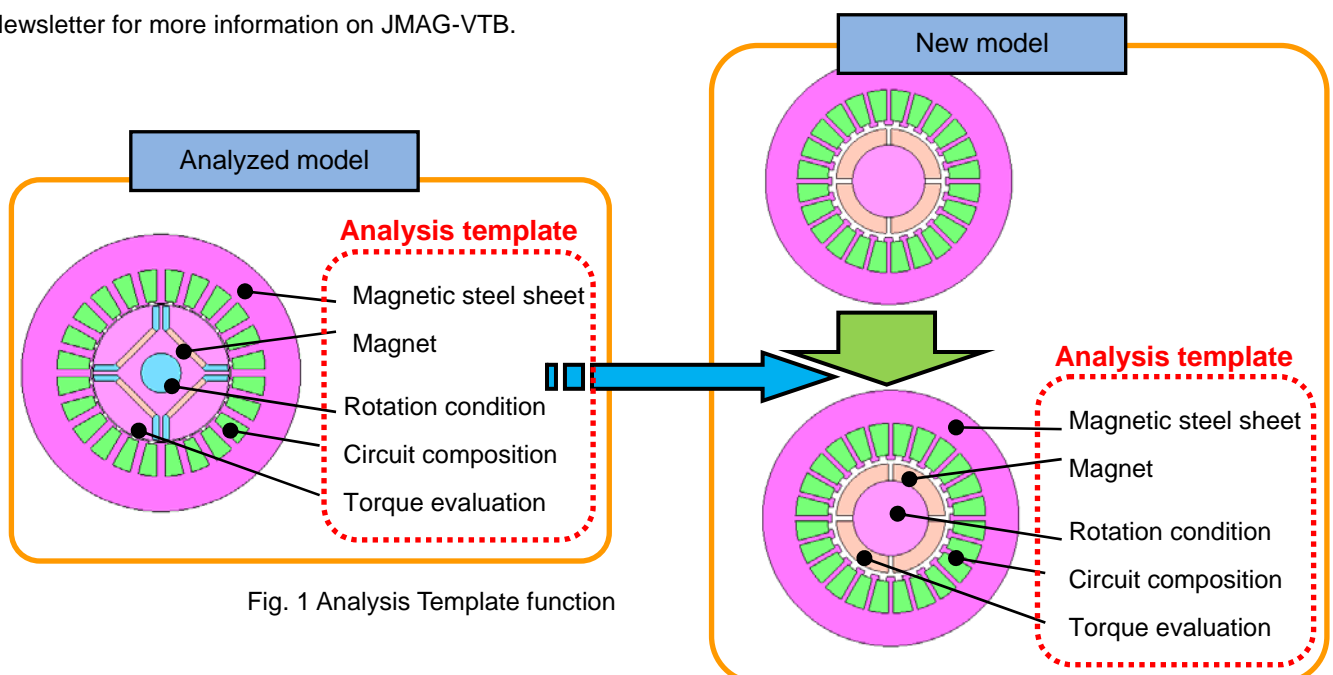 Newsletter for more information on JMAG-VTB.
New model
Analyzed model
Analysis template
Magnetic steel sheet
Magnet
Rotation condition
Circuit composition
Torque evaluation
Analysis template
Magnetic steel sheet
Magnet
Rotation condition
Circuit composition
Torque evaluation
Fig. 1 Analysis Template function